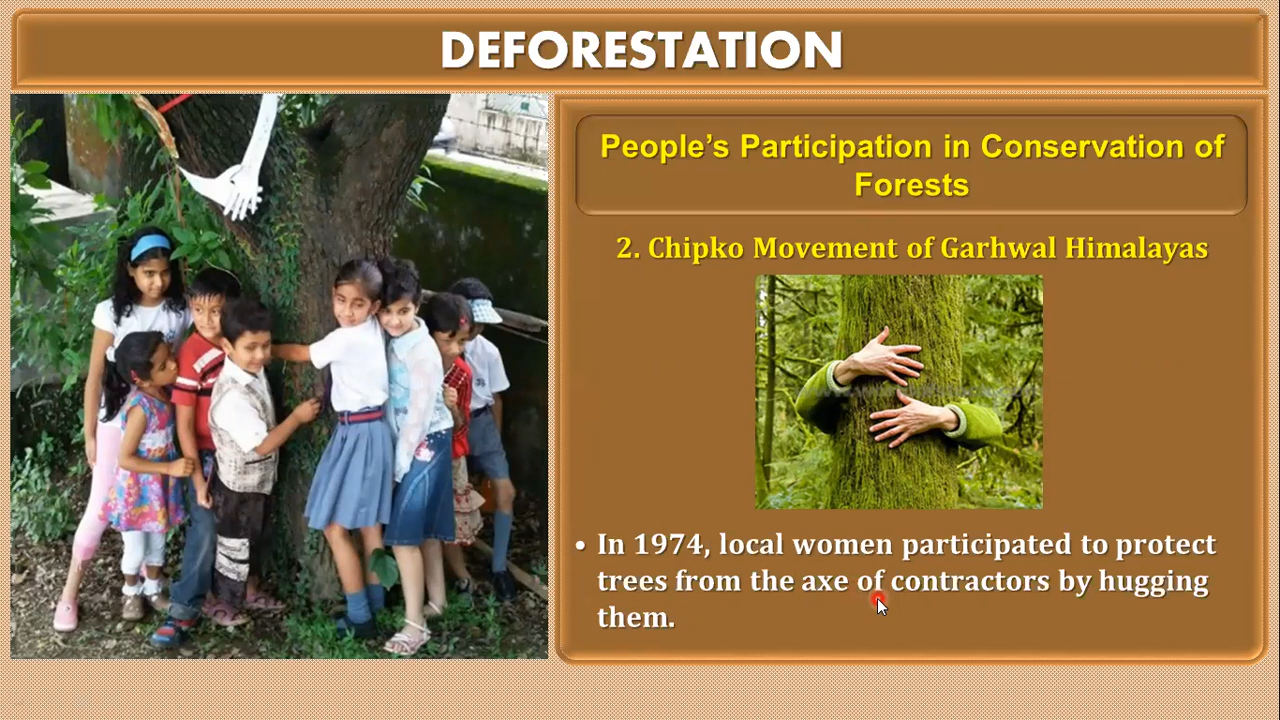 DEFORESTATION
People’s Participation in Conservation of
Forests
2. Chipko Movement of Garhwal Himalayas
• In 1974, local women participated to protect
trees from the axe of contractors by hugging
them.